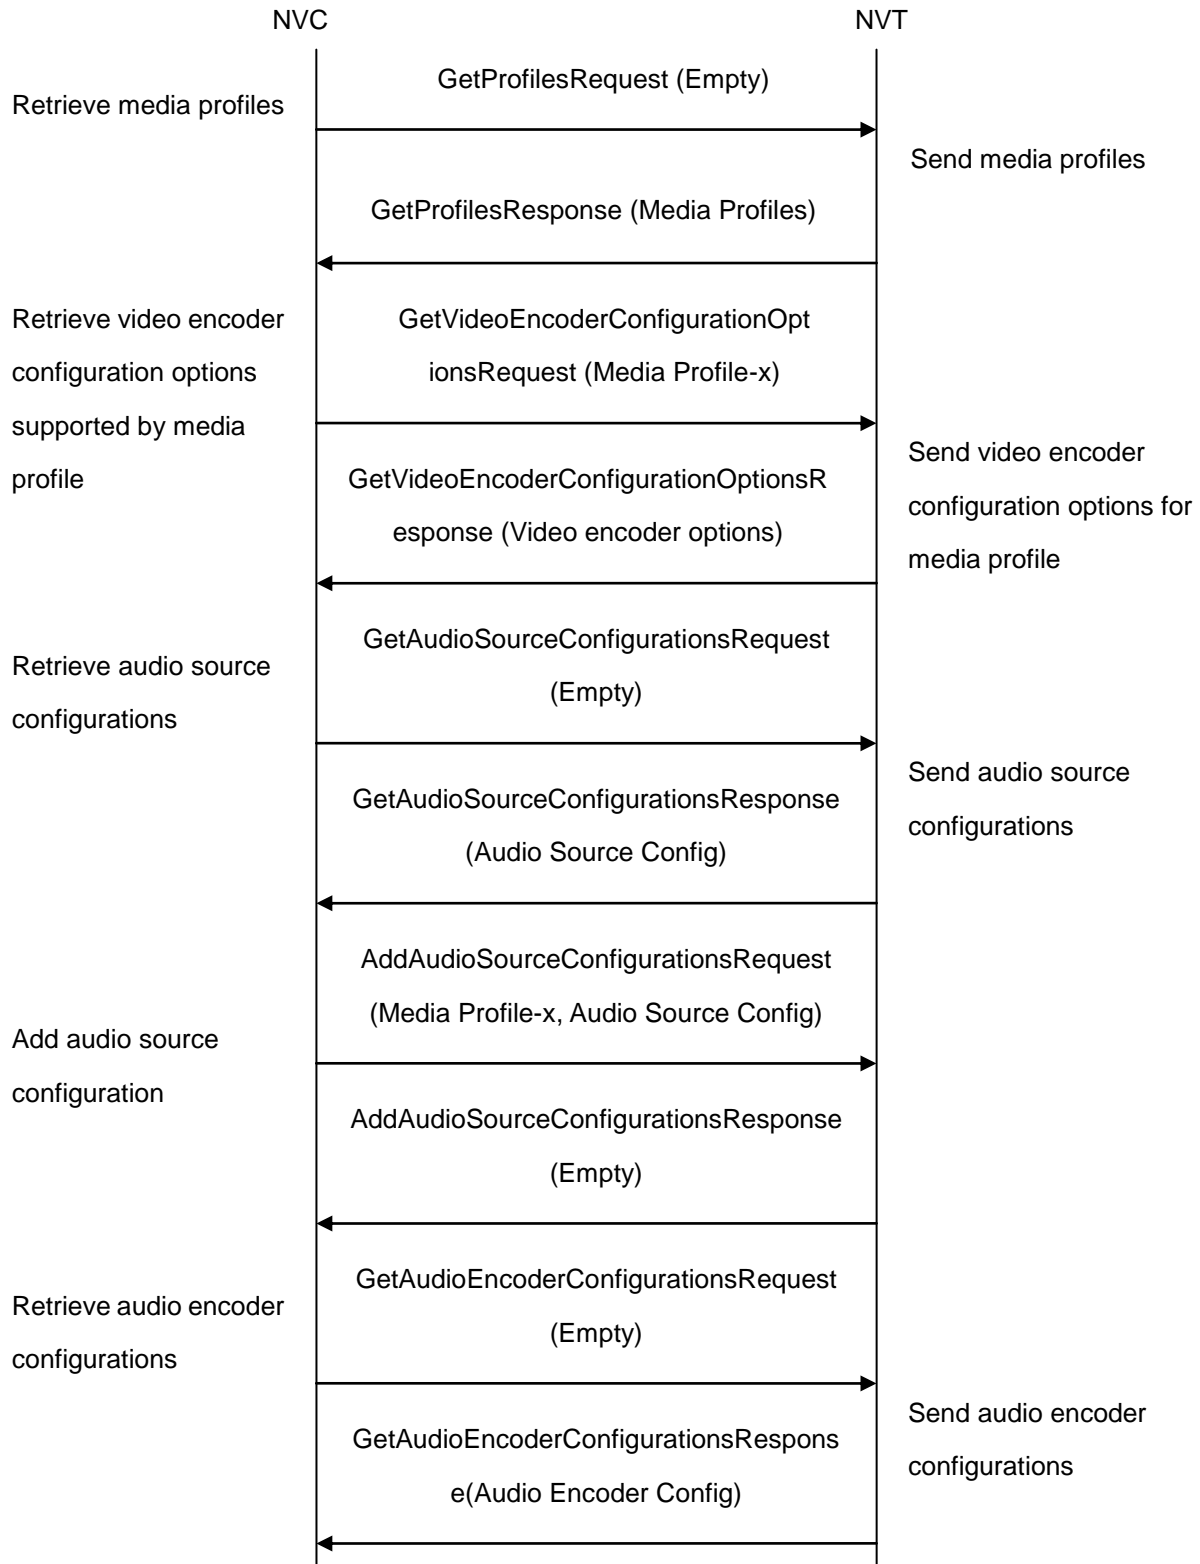 NVC
NVT
GetProfilesRequest (Empty)
Retrieve media profiles
Send media profiles
GetProfilesResponse (Media Profiles)
Retrieve video encoder
configuration options
supported by media
profile
GetVideoEncoderConfigurationOpt
ionsRequest (Media Profile-x)
Send video encoder
configuration options for
media profile
GetVideoEncoderConfigurationOptionsR
esponse (Video encoder options)
GetAudioSourceConfigurationsRequest
(Empty)
Retrieve audio source
configurations
Send audio source
configurations
GetAudioSourceConfigurationsResponse
(Audio Source Config)
AddAudioSourceConfigurationsRequest
(Media Profile-x, Audio Source Config)
Add audio source
configuration
AddAudioSourceConfigurationsResponse
(Empty)
GetAudioEncoderConfigurationsRequest
(Empty)
Retrieve audio encoder
configurations
Send audio encoder
configurations
GetAudioEncoderConfigurationsRespons
e(Audio Encoder Config)